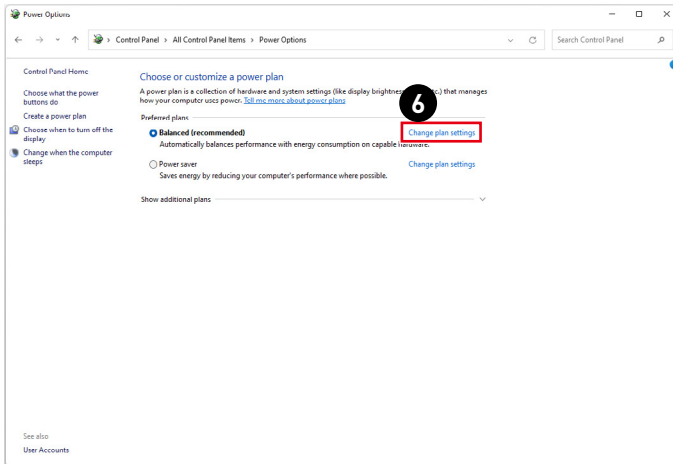 Power Options
Control Panel > All Control Panel Items > Power Options
Search Control Panel
Control Panel Home
Choose what the power
buttons do
Create a power plan
Choose when to turn off the
display
Change when the computer
sleeps
Choose or customize a power plan
A power plan is a collection of hardware and system settings (like display brightness, etc.) that manages
how your computer uses power. Tell me more about power plans
6
Preferred plans
Balanced (recommended)
Change plan settings
Automatically balances performance with energy consumption on capable hardware.
Power saver
Change plan settings
Saves energy by reducing your computer's performance where possible.
Show additional plans
See also
User Accounts